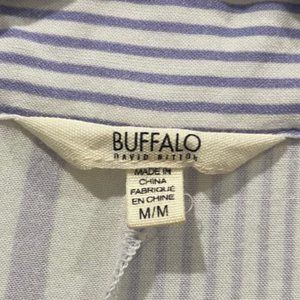 BUFFALO
DAVID BITTON
MADE IN
CHINA
FABRIQUÉ
EN CHINE
M/M